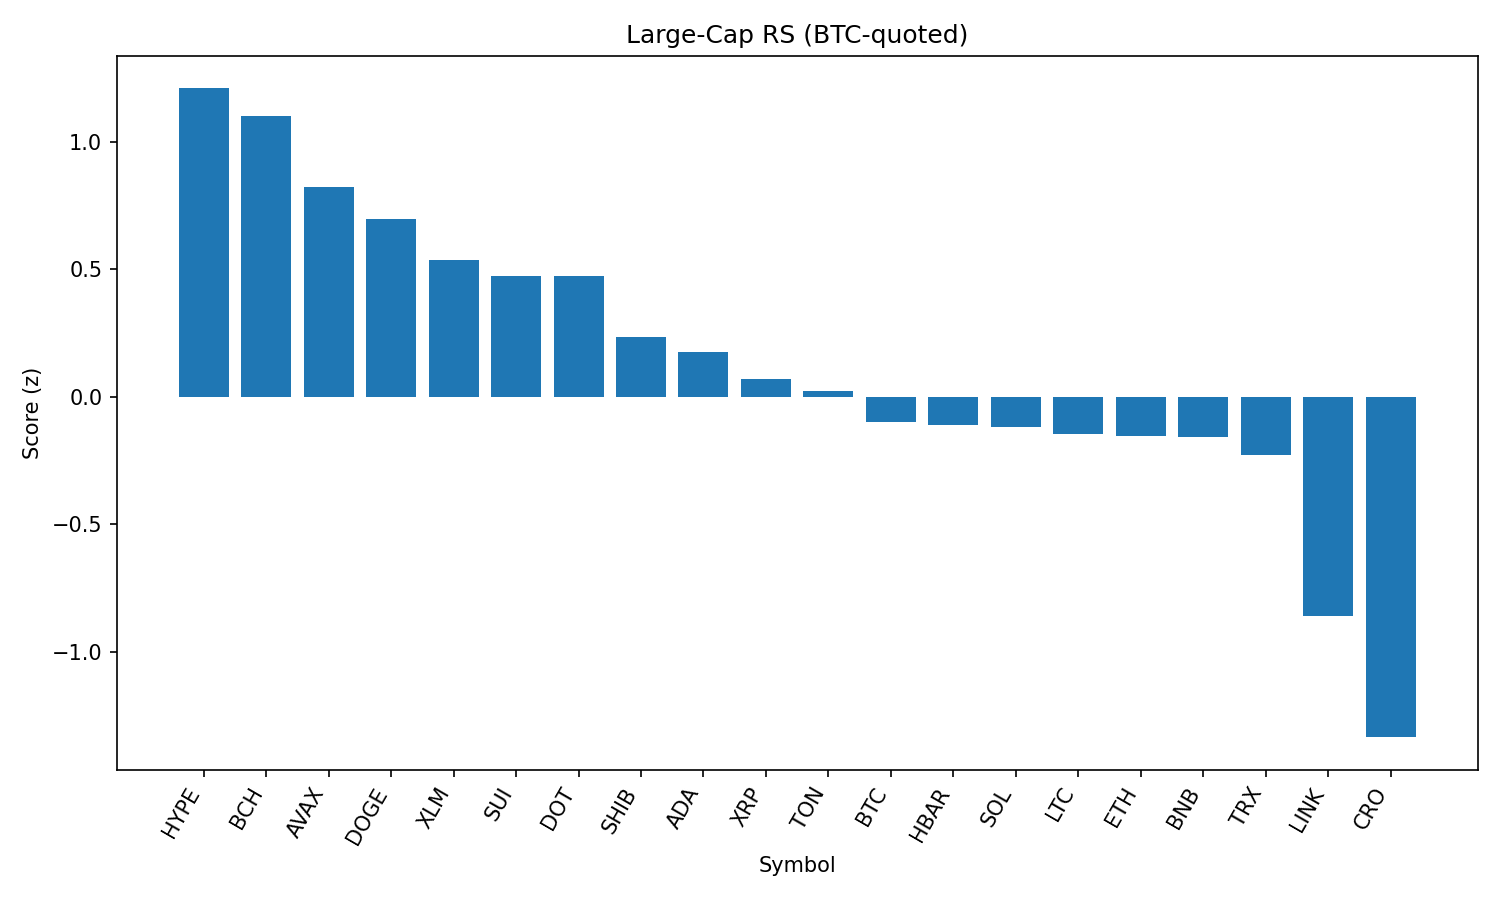 Large-Cap RS (BTC-quoted)
Score (z)
1.0
0.5
0.0
−0.5
−1.0
HYPE
BCH
AVAX
DOGE
XLM
SUI
DOT
SHIB
ADA
XRP
TON
BTC
HBAR
SOL
LTC
ETH
BNB
TRX
LINK
CRO
Symbol